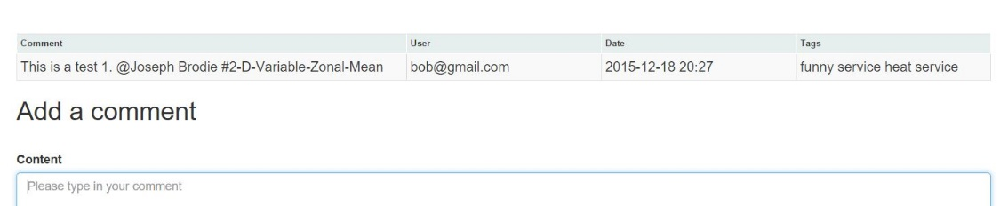 Comment User Date Tags
This is a test 1. @Joseph Brodie #2-D-Variable-Zonal-Mean bob@gmail.com 2015-12-18 20:27 funny service heat service
Add a comment
Content
Please type in your comment